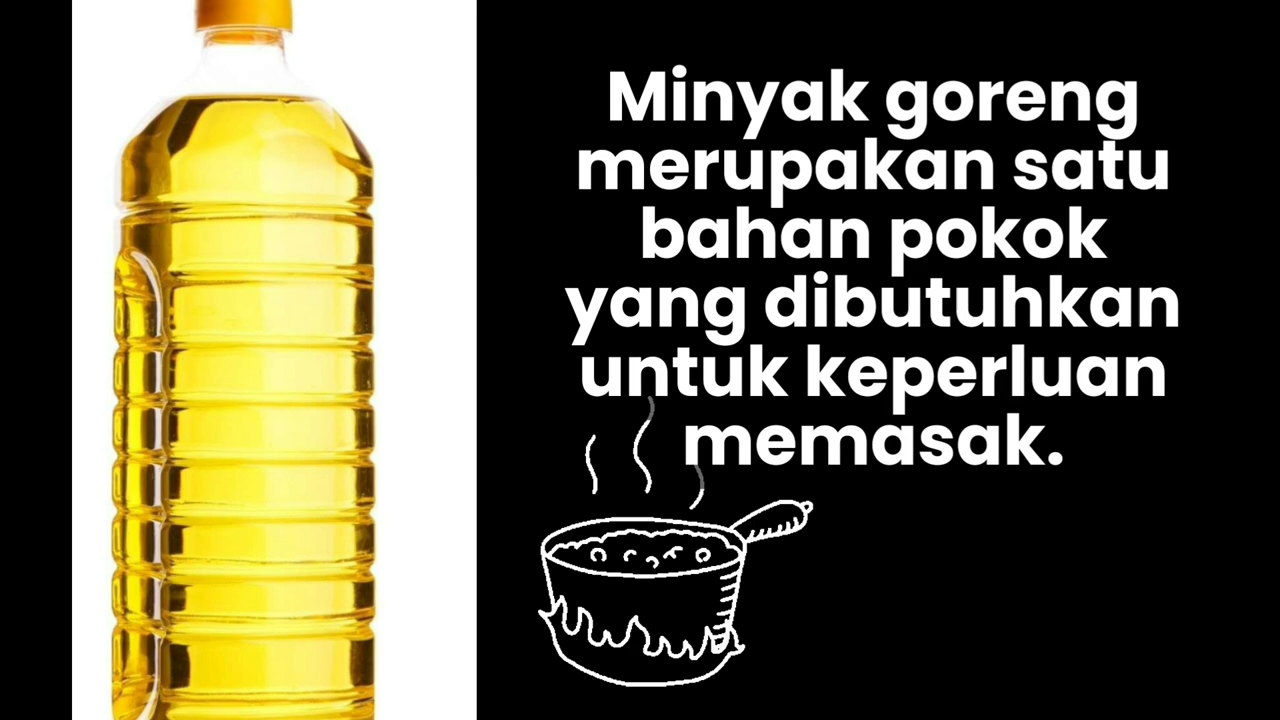 Minyak goreng
merupakan satu
bahan pokok
yang dibutuhkan
untuk keperluan
memasak.